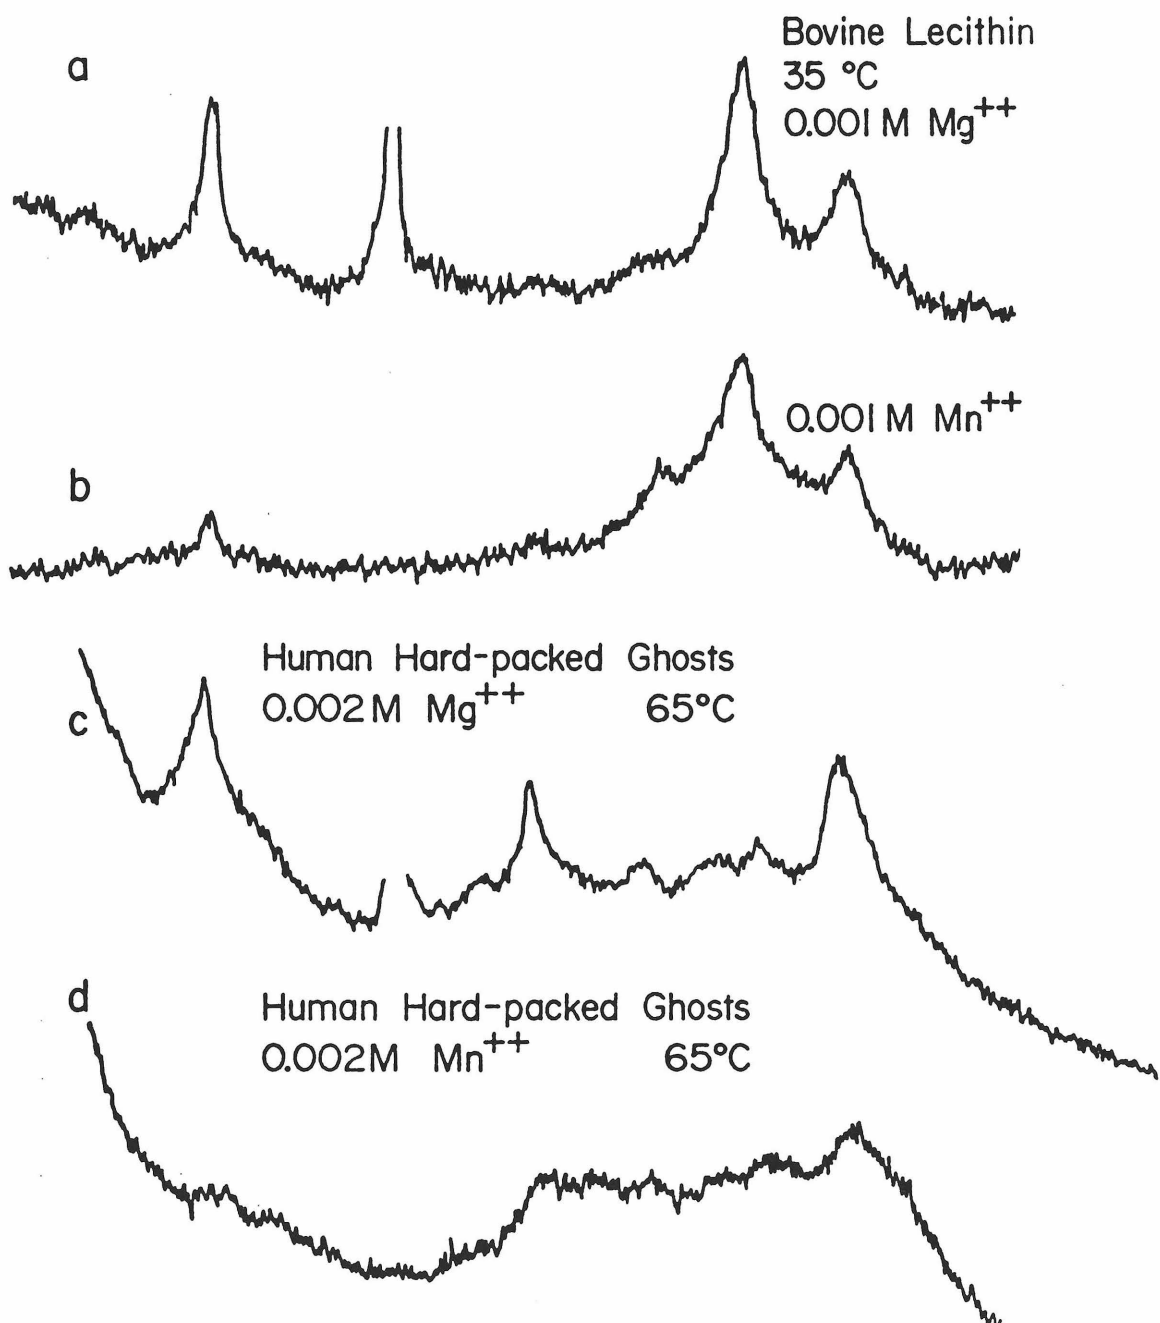 a
Bovine Lecithin
35 °C
0.001 M Mg++
0.001 M Mn++
b
Human Hard-packed Ghosts
0.002 M Mg++ 65°C
c
d
Human Hard-packed Ghosts
0.002M Mn++ 65°C